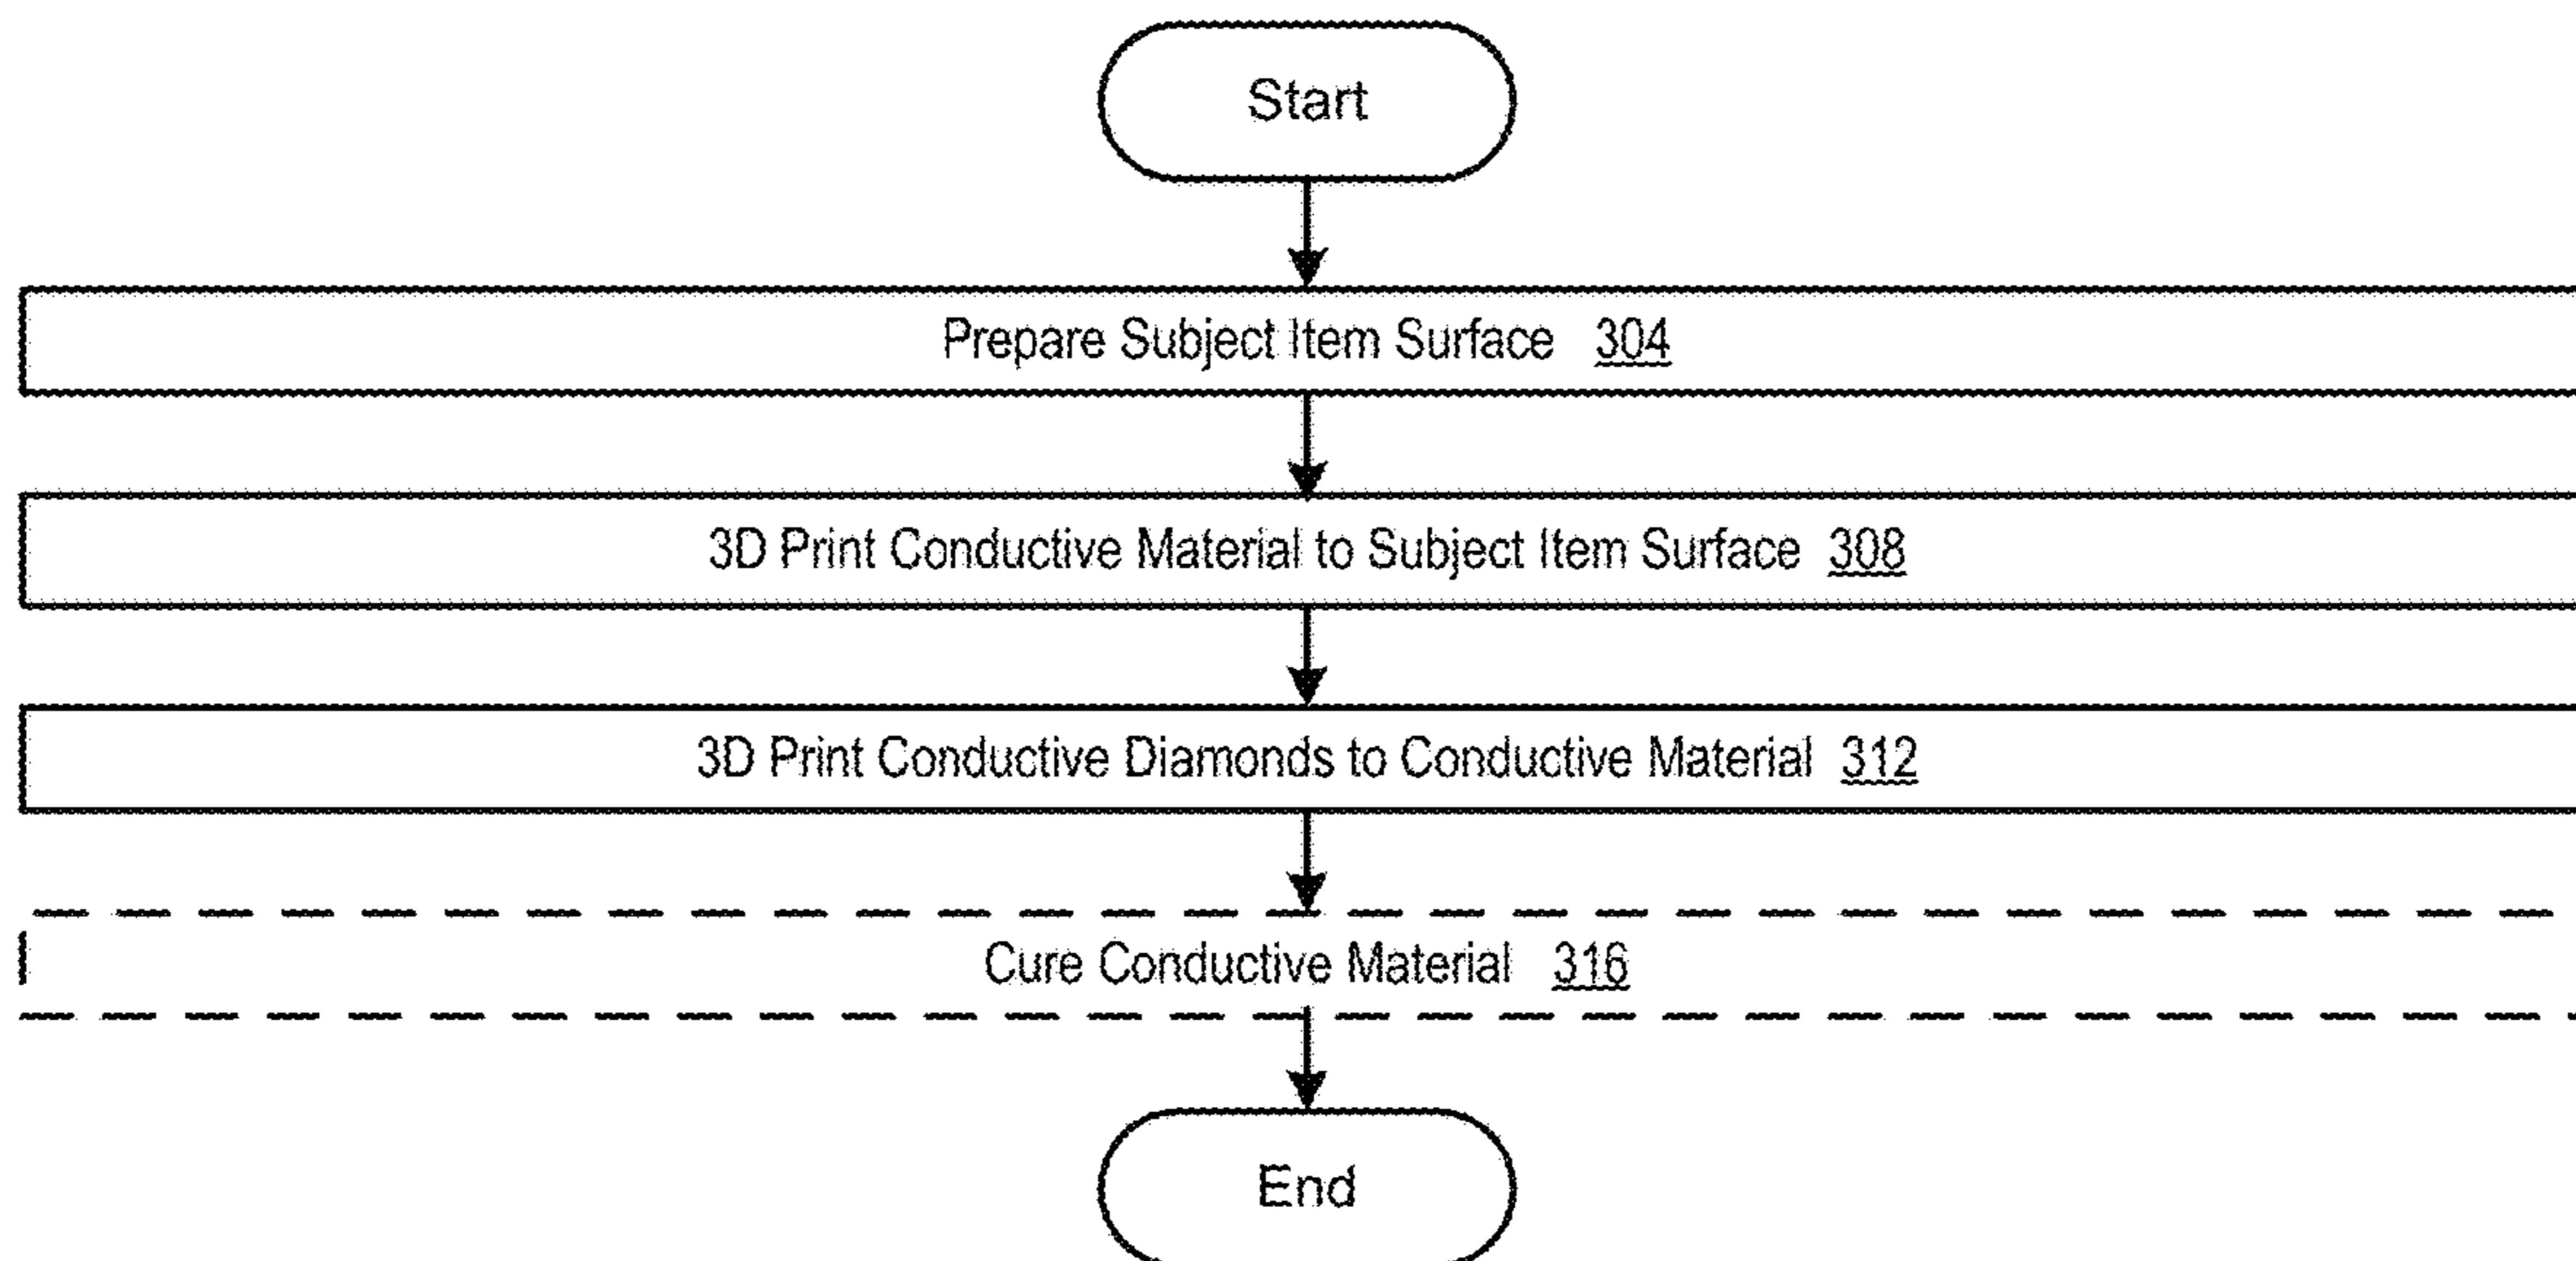 Start
Prepare Subject Item Surface 304
3D Print Conductive Material to Subject Item Surface 308
3D Print Conductive Diamonds to Conductive Material 312
Cure Conductive Material 316
End